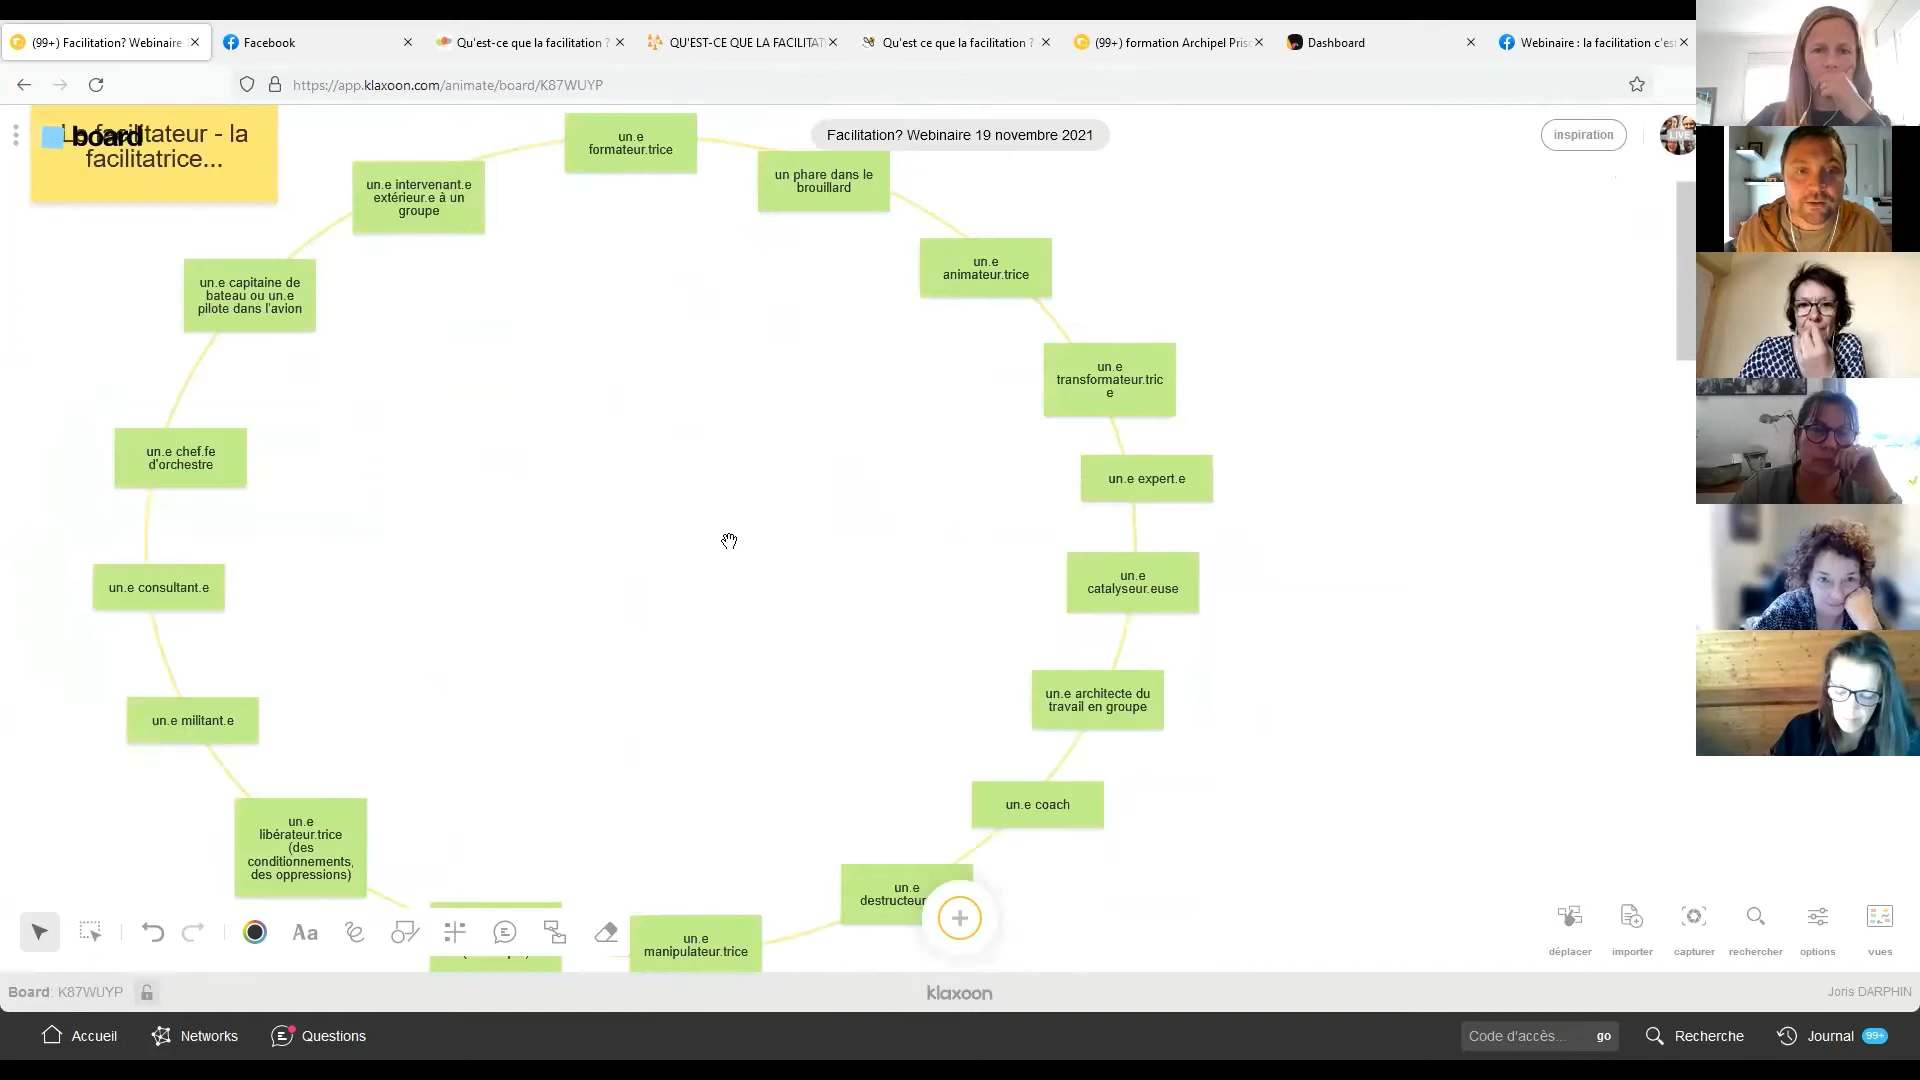 (99+) Facilitation? Webinaire
Facebook
Qu'est-ce que la facilitation ?
QU'EST-CE QUE LA FACILITAT
Qu'est ce que la facilitation ?
(99+) formation Archipel Pris
Dashboard
Webinaire : la facilitation c'es
https://app.klaxoon.com/animate/board/K87WUYP
board
facilitateur - la
facilitatrice...
Facilitation? Webinaire 19 novembre 2021
inspiration
LIVE
un.e
formateur.trice
un phare dans le
brouillard
un.e intervenant.e
extérieur.e à un
groupe
un.e
animateur.trice
un.e capitaine de
bateau ou un.e
pilote dans l'avion
un.e
transformateur.tric
e
un.e chef.fe
d'orchestre
un.e expert.e
un.e consultant.e
un.e
catalyseur.euse
un.e militant.e
un.e architecte du
travail en groupe
un.e coach
un.e
libérateur.trice
(des
conditionnements,
des oppressions)
un.e
destructeur
un.e
manipulateur.trice
Aa
déplacer
importer
capturer
rechercher
options
vues
Board: K87WUYP
klaxoon
Joris DARPHIN
Accueil
Networks
Questions
Code d'accès...
go
Recherche
Journal
99+